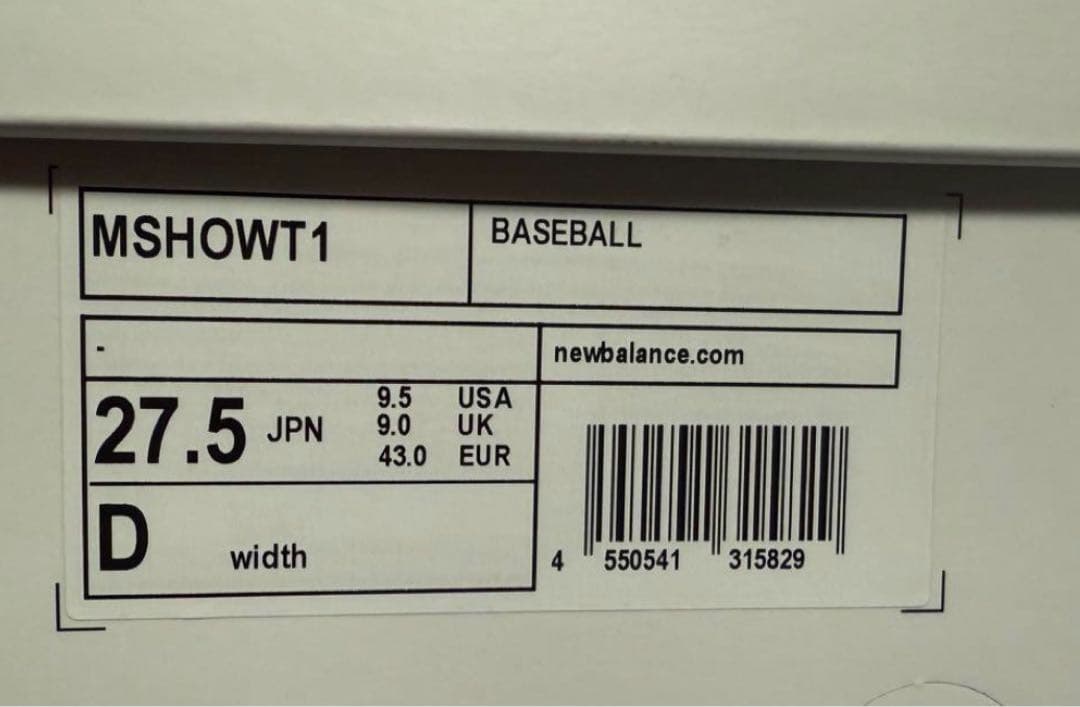 MSHOWT1
BASEBALL
-
newbalance.com
27.5 JPN
9.5 USA
9.0 UK
43.0 EUR
D width
4 550541 315829